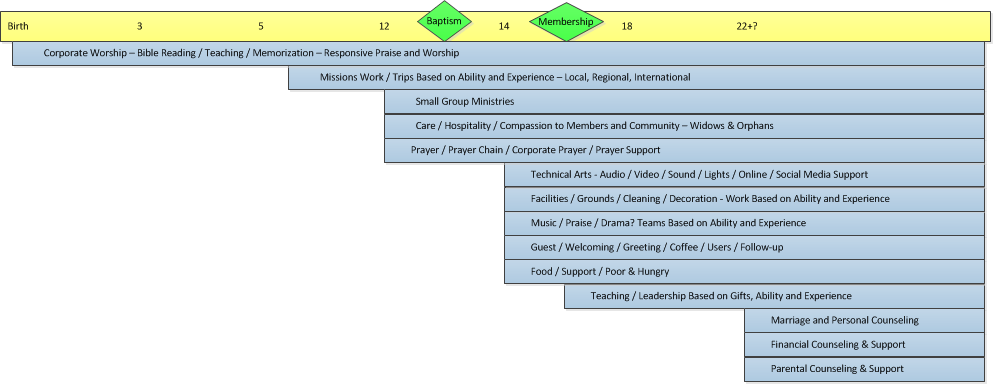 Birth 3 5 12 Baptism 14 Membership 18 22+?
Corporate Worship – Bible Reading / Teaching / Memorization – Responsive Praise and Worship
Missions Work / Trips Based on Ability and Experience – Local, Regional, International
Small Group Ministries
Care / Hospitality / Compassion to Members and Community – Widows & Orphans
Prayer / Prayer Chain / Corporate Prayer / Prayer Support
Technical Arts - Audio / Video / Sound / Lights / Online / Social Media Support
Facilities / Grounds / Cleaning / Decoration - Work Based on Ability and Experience
Music / Praise / Drama? Teams Based on Ability and Experience
Guest / Welcoming / Greeting / Coffee / Users / Follow-up
Food / Support / Poor & Hungry
Teaching / Leadership Based on Gifts, Ability and Experience
Marriage and Personal Counseling
Financial Counseling & Support
Parental Counseling & Support